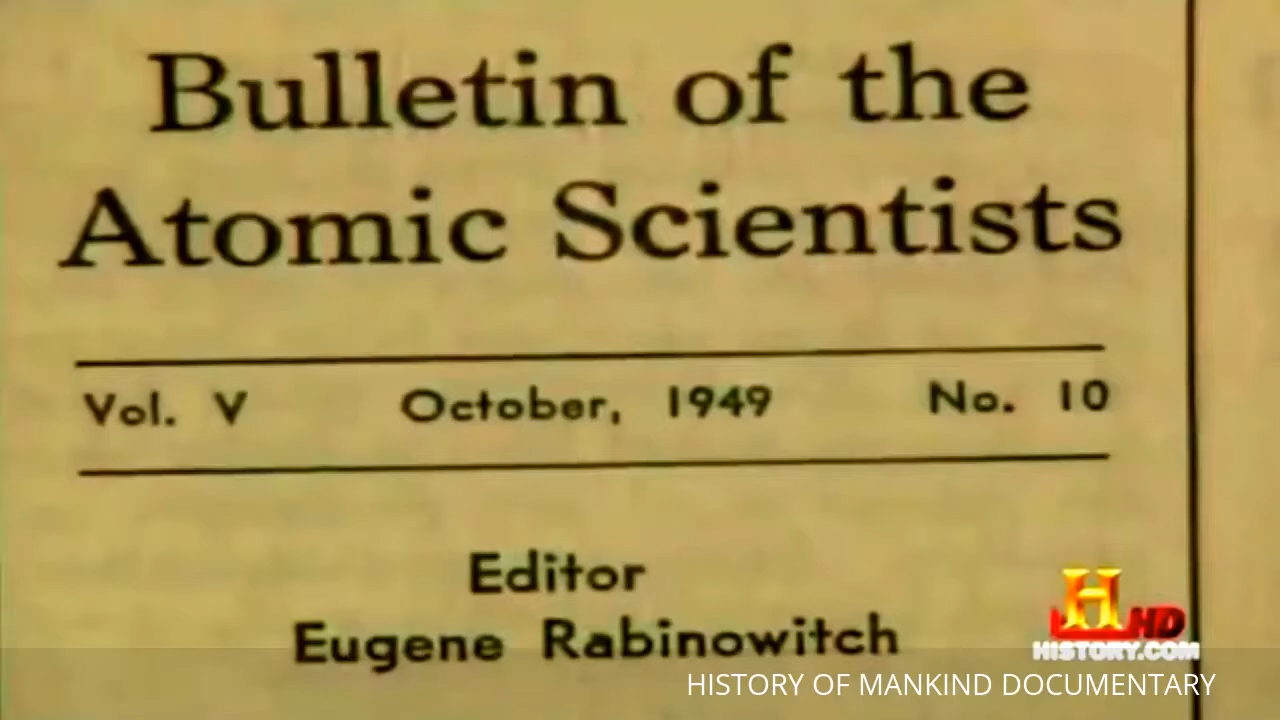 Bulletin of the
Atomic Scientists
Vol. V October, 1949 No. 10
Editor
Eugene Rabinowitch
H HD
HISTORY.COM
HISTORY OF MANKIND DOCUMENTARY